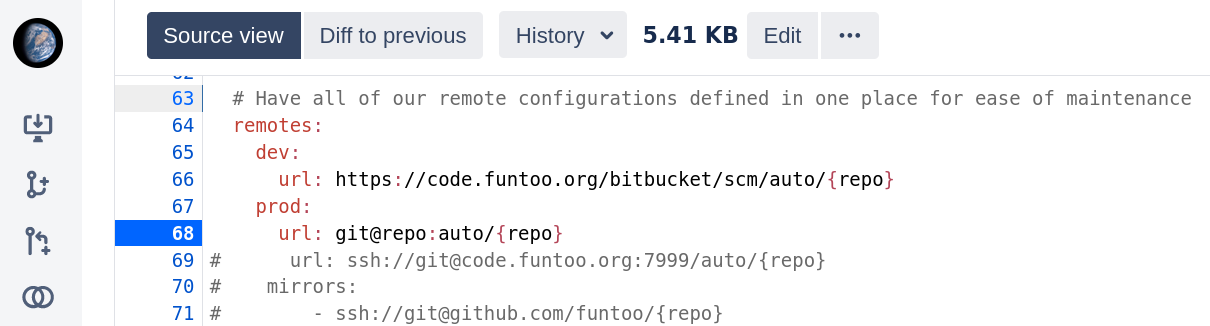 Source view Diff to previous History 5.41 KB Edit ...
62
63 # Have all of our remote configurations defined in one place for ease of maintenance
64 remotes:
65 dev:
66 url: https://code.funtoo.org/bitbucket/scm/auto/{repo}
67 prod:
68 url: git@repo:auto/{repo}
69 # url: ssh://git@code.funtoo.org:7999/auto/{repo}
70 # mirrors:
71 # - ssh://git@github.com/funtoo/{repo}